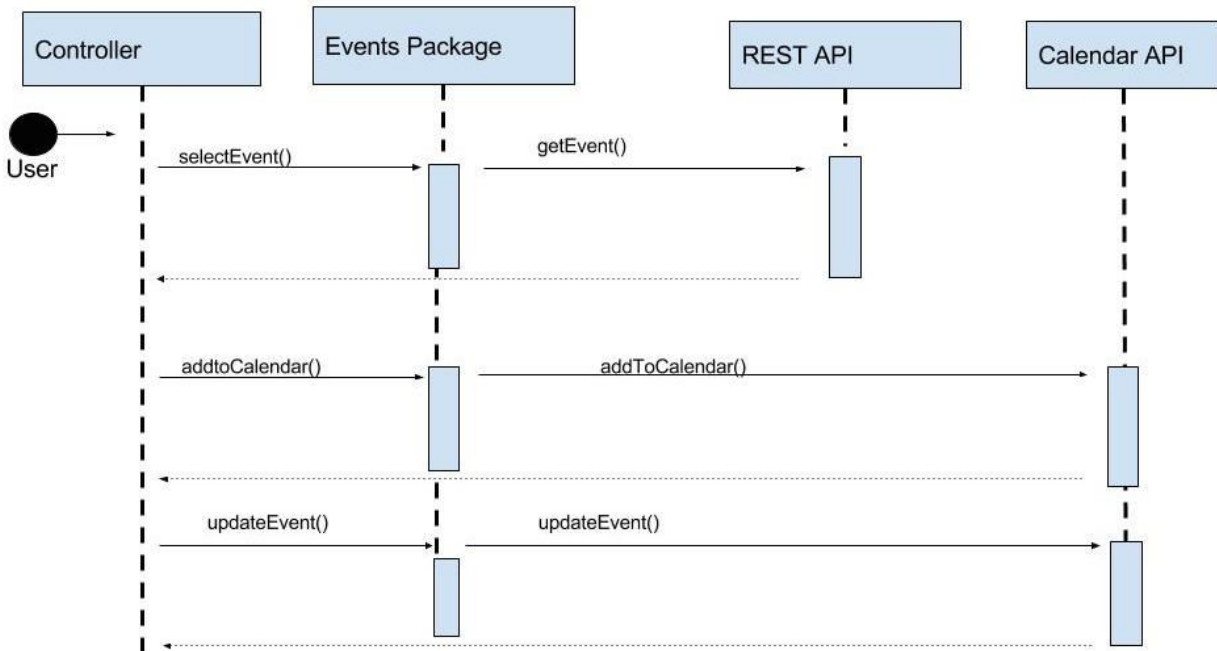 Controller
Events Package
REST API
Calendar API
User
selectEvent()
getEvent()
addtoCalendar()
addToCalendar()
updateEvent()
updateEvent()